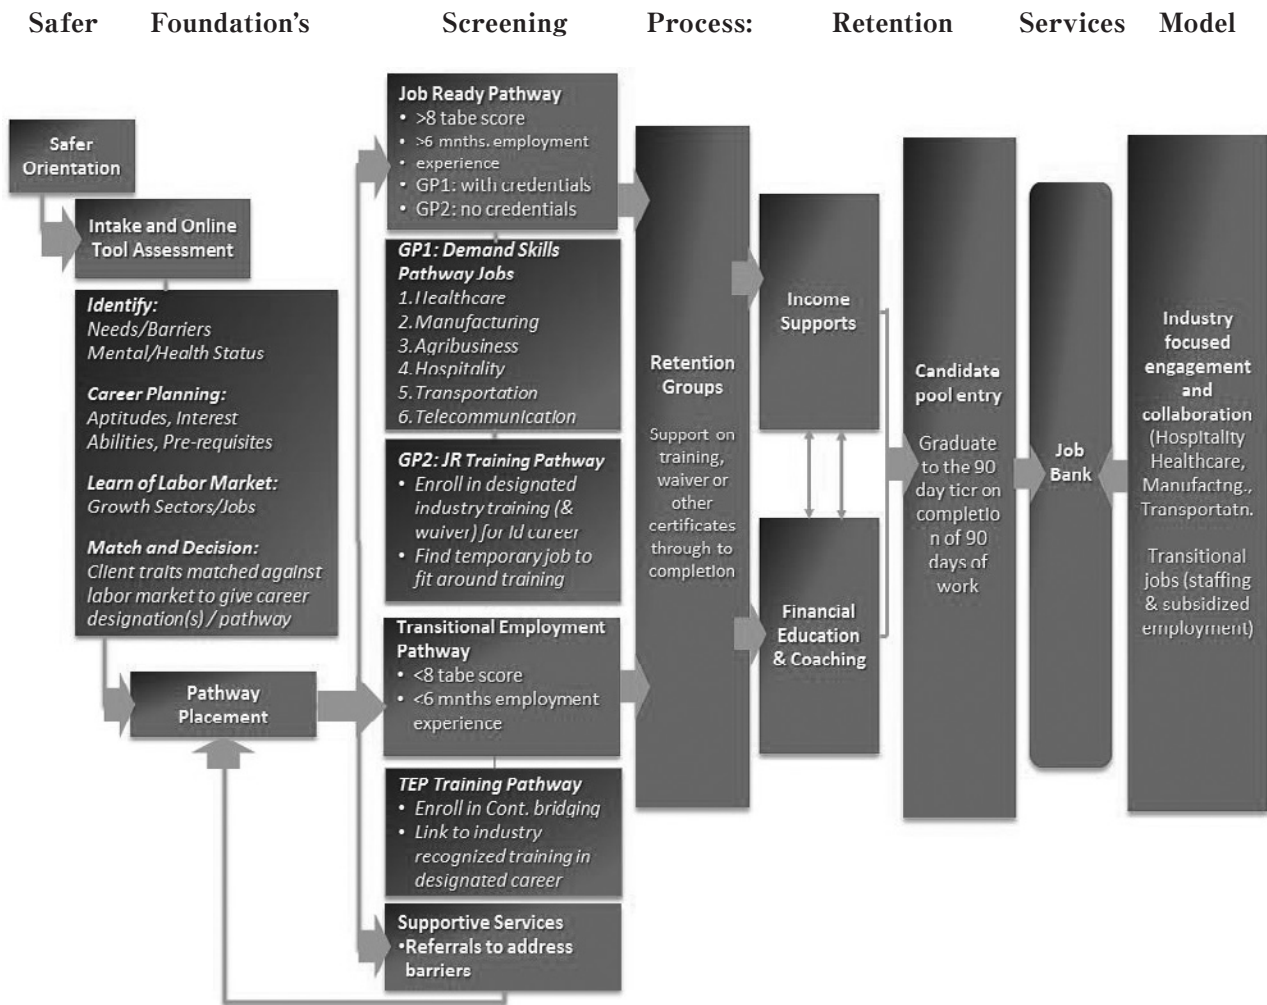 Safer Foundation’s Screening Process: Retention Services Model
Safer
Orientation
Intake and Online
Tool Assessment
Identify:
Needs/Barriers
Mental/Health Status
Career Planning:
Aptitudes, Interest
Abilities, Pre-requisites
Learn of Labor Market:
Growth Sectors/Jobs
Match and Decision:
Client traits matched against
labor market to give career
designation(s) / pathway
Pathway
Placement
Job Ready Pathway
• >8 tabe score
• >6 mnths. employment
• experience
• GP1: with credentials
• GP2: no credentials
GP1: Demand Skills
Pathway Jobs
1. Healthcare
2. Manufacturing
3. Agribusiness
4. Hospitality
5. Transportation
6. Telecommunication
GP2: JR Training Pathway
• Enroll in designated
industry training (&
waiver) for Id career
• Find temporary job to
fit around training
Transitional Employment
Pathway
• <8 tabe score
• <6 mnths employment
experience
TEP Training Pathway
• Enroll in Cont. bridging
• Link to industry
recognized training in
designated career
Supportive Services
•Referrals to address
barriers
Retention
Groups
Support on
training,
waiver or
other
certificates
through to
completion
Income
Supports
Financial
Education
& Coaching
Candidate
pool entry
Graduate
to the 90
day tier on
completio
n of 90
days of
work
Job
Bank
Industry
focused
engagement
and
collaboration
(Hospitality
Healthcare,
Manufactng.,
Transportatn.
Transitional
jobs (staffing
& subsidized
employment)